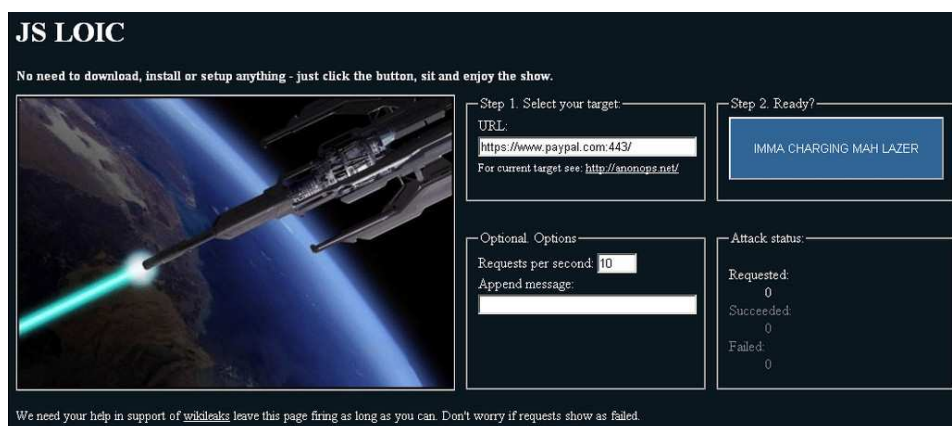 JS LOIC
No need to download, install or setup anything - just click the button, sit and enjoy the show.
Step 1. Select your target:
URL:
https://www.paypal.com:443/
For current target see: http://anonops.net/
Step 2. Ready?
IMMA CHARGING MAH LAZER
Optional. Options
Requests per second: 10
Append message:
Attack status:
Requested:
0
Succeeded:
0
Failed:
0
We need your help in support of wikileaks leave this page firing as long as you can. Don't worry if requests show as failed.